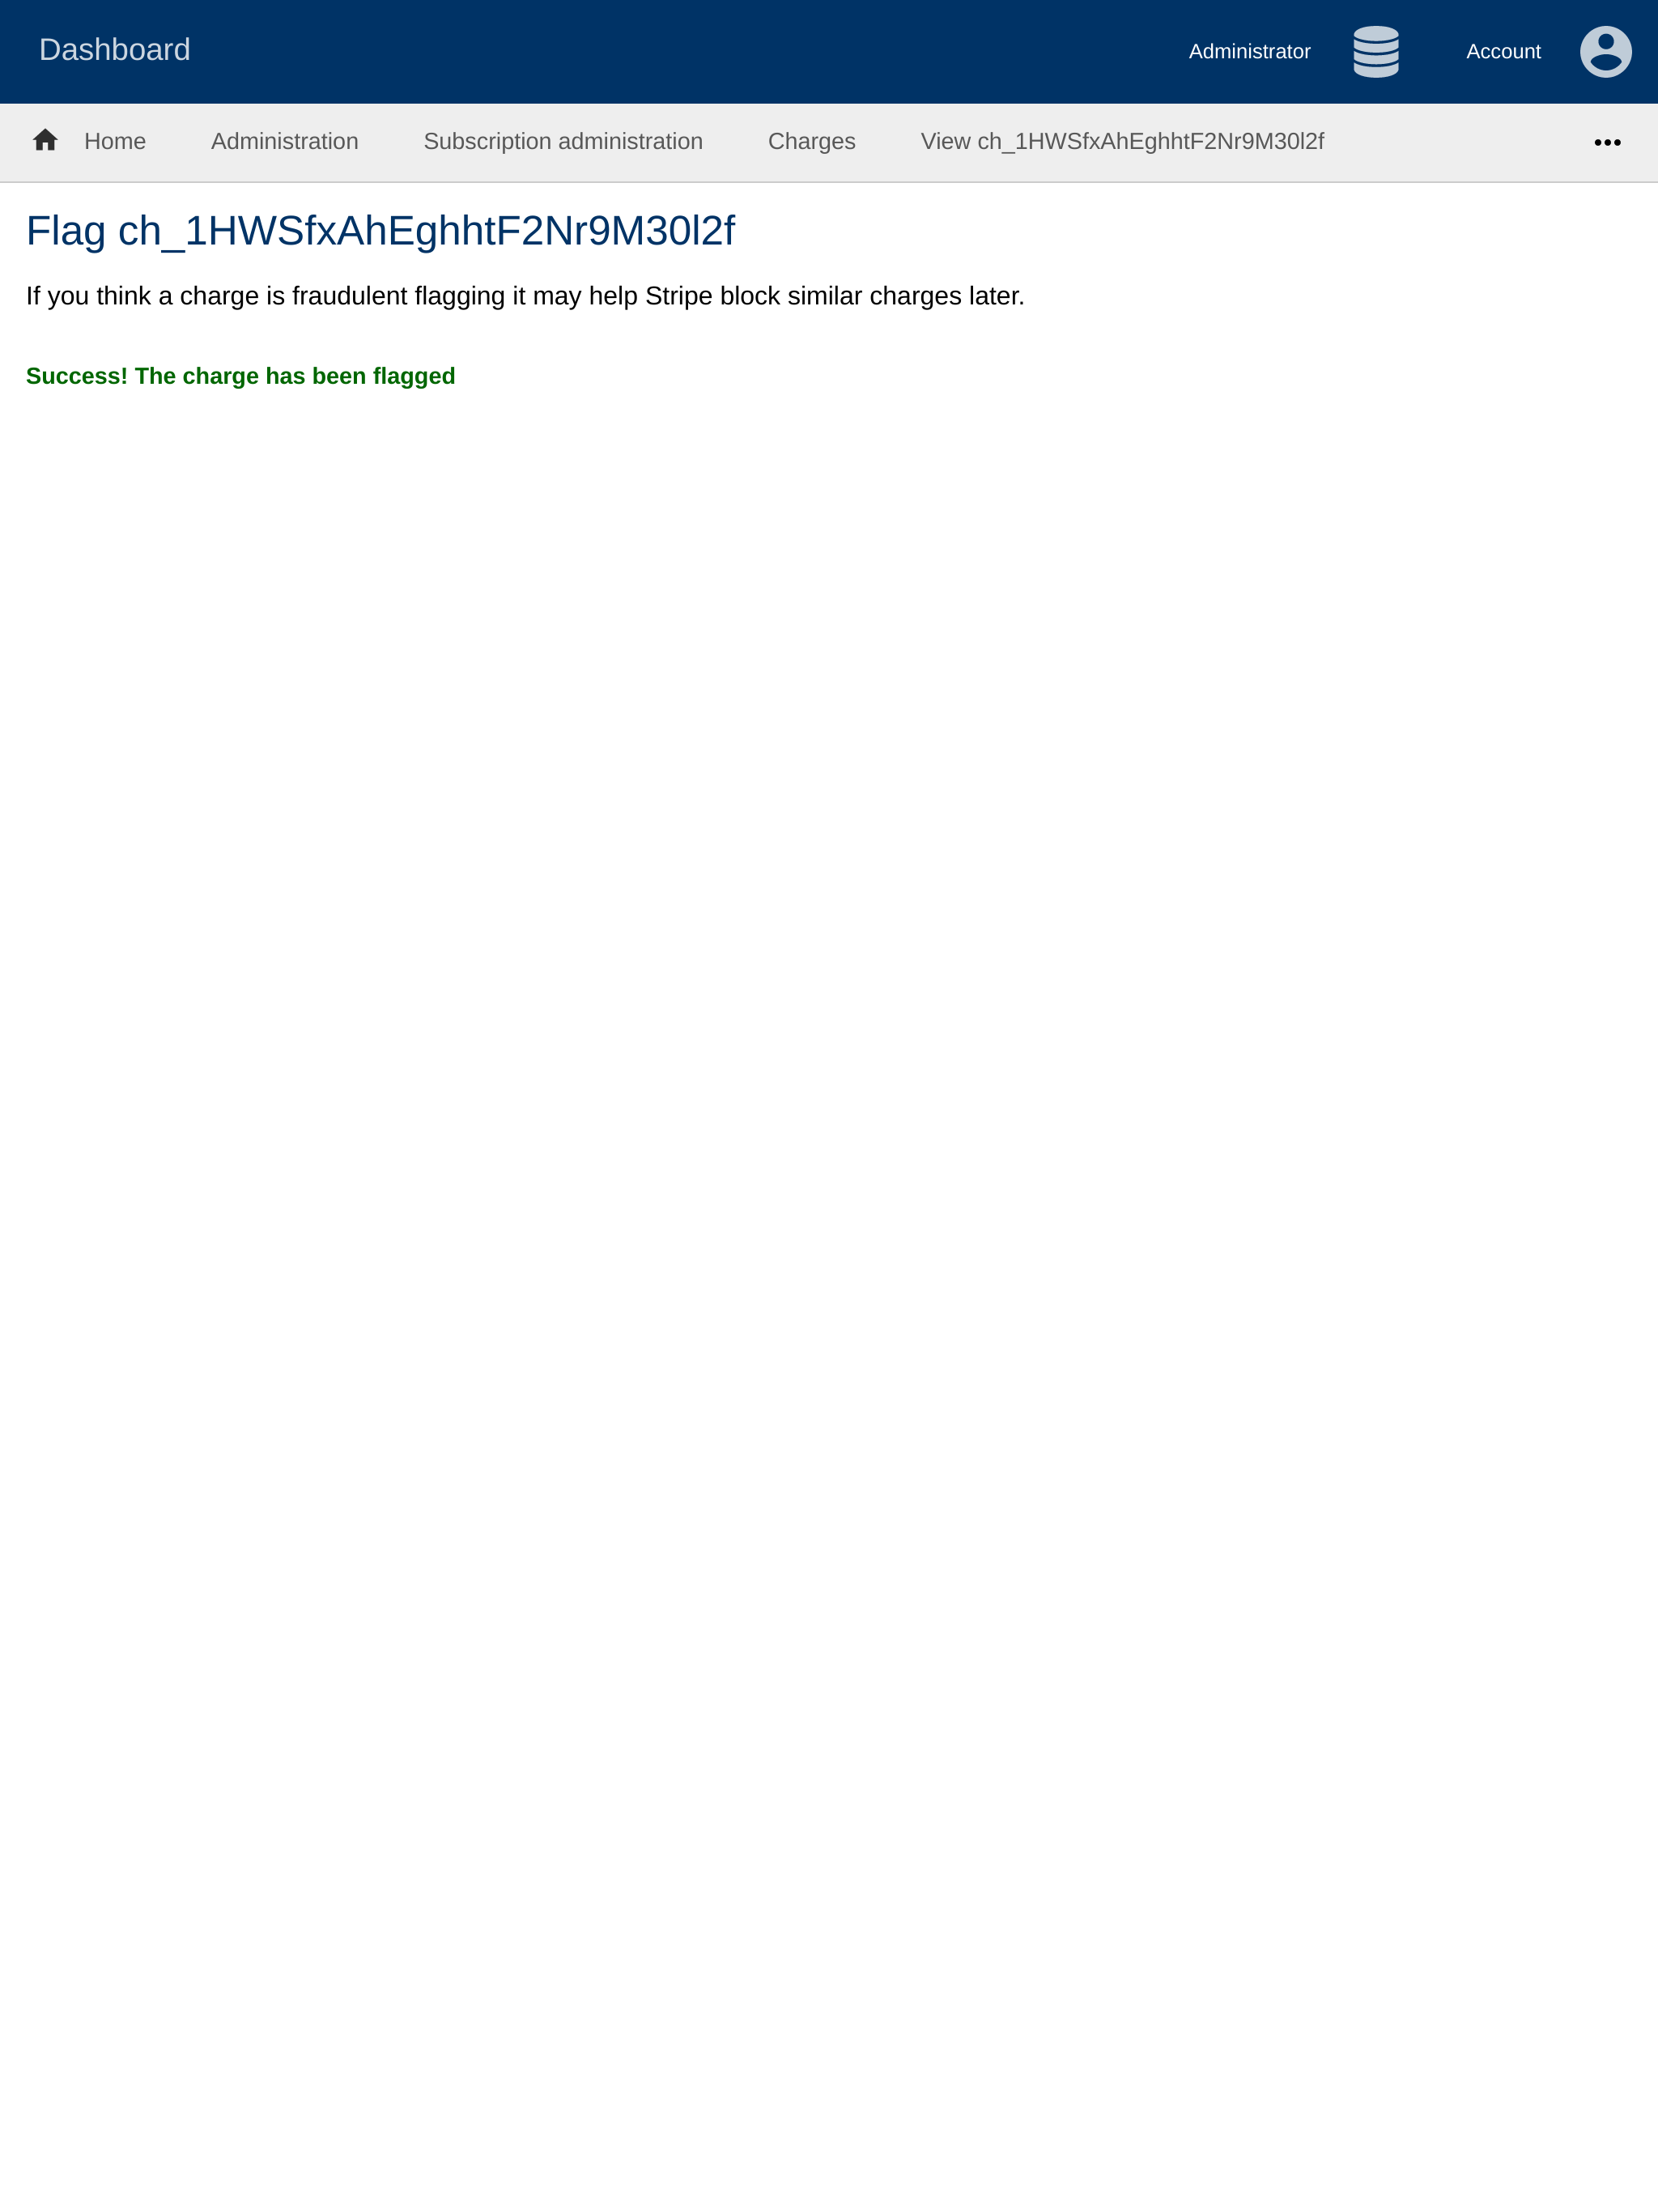 Dashboard Administrator Account
Home Administration Subscription administration Charges View ch_1HWSfxAhEghhtF2Nr9M30l2f
Flag ch_1HWSfxAhEghhtF2Nr9M30l2f
If you think a charge is fraudulent flagging it may help Stripe block similar charges later.
Success! The charge has been flagged